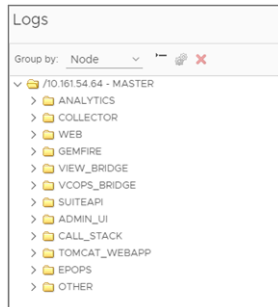 Logs
Group by: Node
/10.161.54.64 - MASTER
ANALYTICS
COLLECTOR
WEB
GEMFIRE
VIEW_BRIDGE
VCOPS_BRIDGE
SUITEAPI
ADMIN_UI
CALL_STACK
TOMCAT_WEBAPP
EPOPS
OTHER